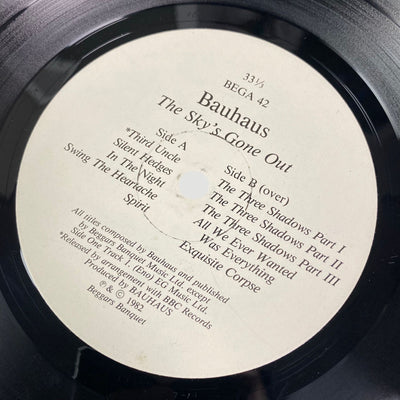 33⅓
BEGA 42
Bauhaus
The Sky's Gone Out
Side A
*Third Uncle
Silent Hedges
In The Night
Swing The Heartache
Spirit
Side B (over)
The Three Shadows Part I
The Three Shadows Part II
The Three Shadows Part III
All We Ever Wanted
Was Everything
Exquisite Corpse
All titles composed by Bauhaus and published
by Beggars Banquet Music Ltd. except
Side One Track 1. (Eno) EG Music Ltd.
*Released by arrangement with BBC Records
Produced by BAUHAUS
℗ & © 1982
Beggars Banquet